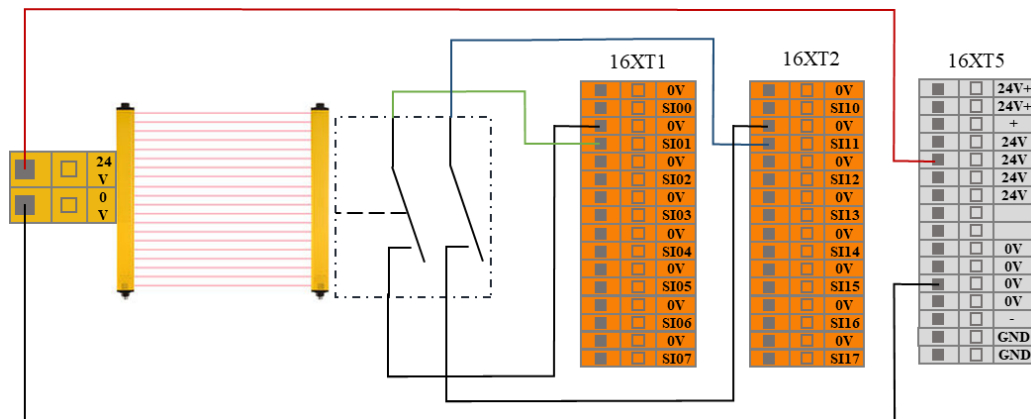 16XT1
16XT2
16XT5
24
V
0
V
0V
SI00
0V
SI01
0V
SI02
0V
SI03
0V
SI04
0V
SI05
0V
SI06
0V
SI07
0V
SI10
0V
SI11
0V
SI12
0V
SI13
0V
SI14
0V
SI15
0V
SI16
0V
SI17
24V+
24V+
+
24V
24V
24V
24V
0V
0V
0V
0V
-
GND
GND